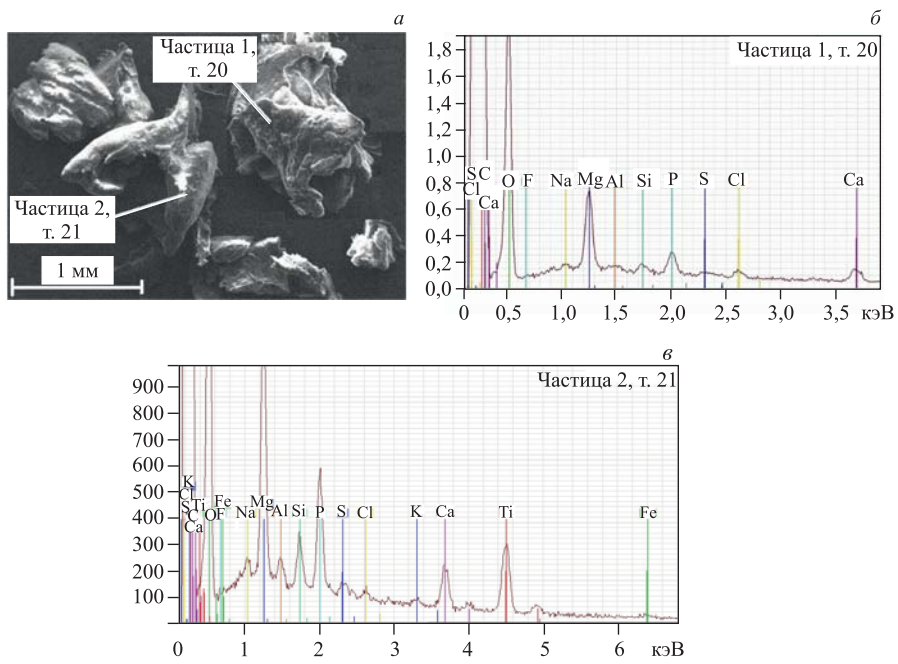 а
Частица 1,
т. 20
Частица 2,
т. 21
1 мм
б
Частица 1, т. 20
1,8
1,6
1,4
1,2
1,0
0,8
0,6
0,4
0,2
0,0
S C
Cl
Ca
O F Na Mg Al Si P S Cl Ca
0 0,5 1,0 1,5 2,0 2,5 3,0 3,5 кэВ
в
Частица 2, т. 21
900
800
700
600
500
400
300
200
100
K
Cl
S Ti
C
Ca
Fe
O F Na Mg Al Si P S Cl K Ca Ti Fe
0 1 2 3 4 5 6 кэВ